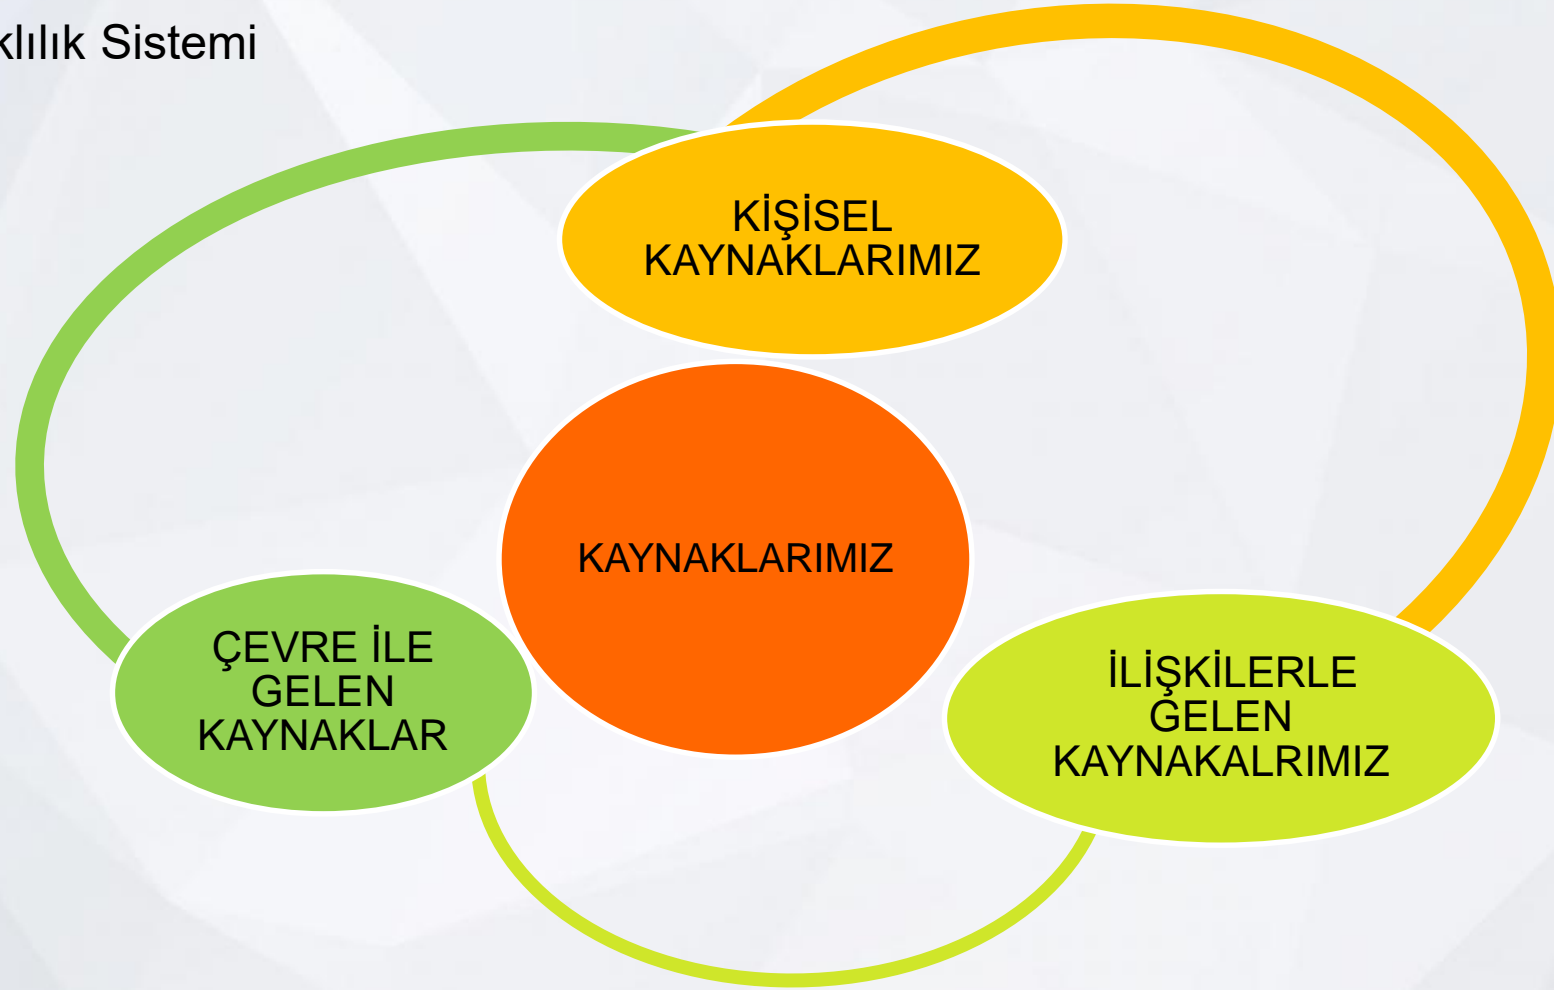 klılık Sistemi
KİŞİSEL
KAYNAKLARIMIZ
KAYNAKLARIMIZ
ÇEVRE İLE
GELEN
KAYNAKLAR
İLİŞKİLERLE
GELEN
KAYNAKALRIMIZ